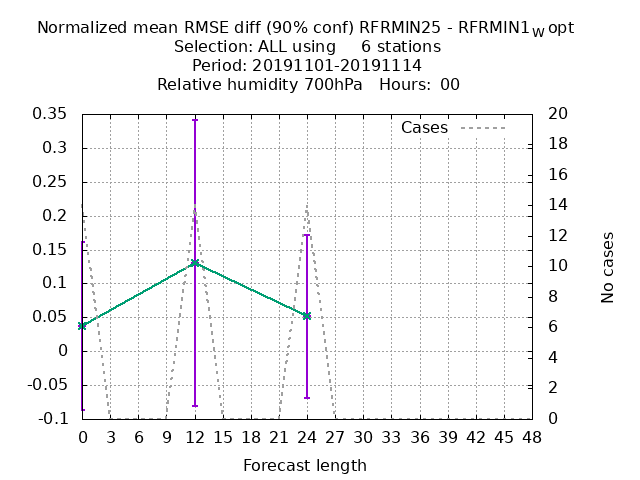 Normalized mean RMSE diff (90% conf) RFRMIN25 - RFRMIN1wopt
Selection: ALL using     6 stations
Period: 20191101-20191114
Relative humidity 700hPa   Hours:  00
Cases
0.35
0.3
0.25
0.2
0.15
0.1
0.05
0
-0.05
-0.1
20
18
16
14
12
10
8
6
4
2
0
No cases
0 3 6 9 12 15 18 21 24 27 30 33 36 39 42 45 48
Forecast length